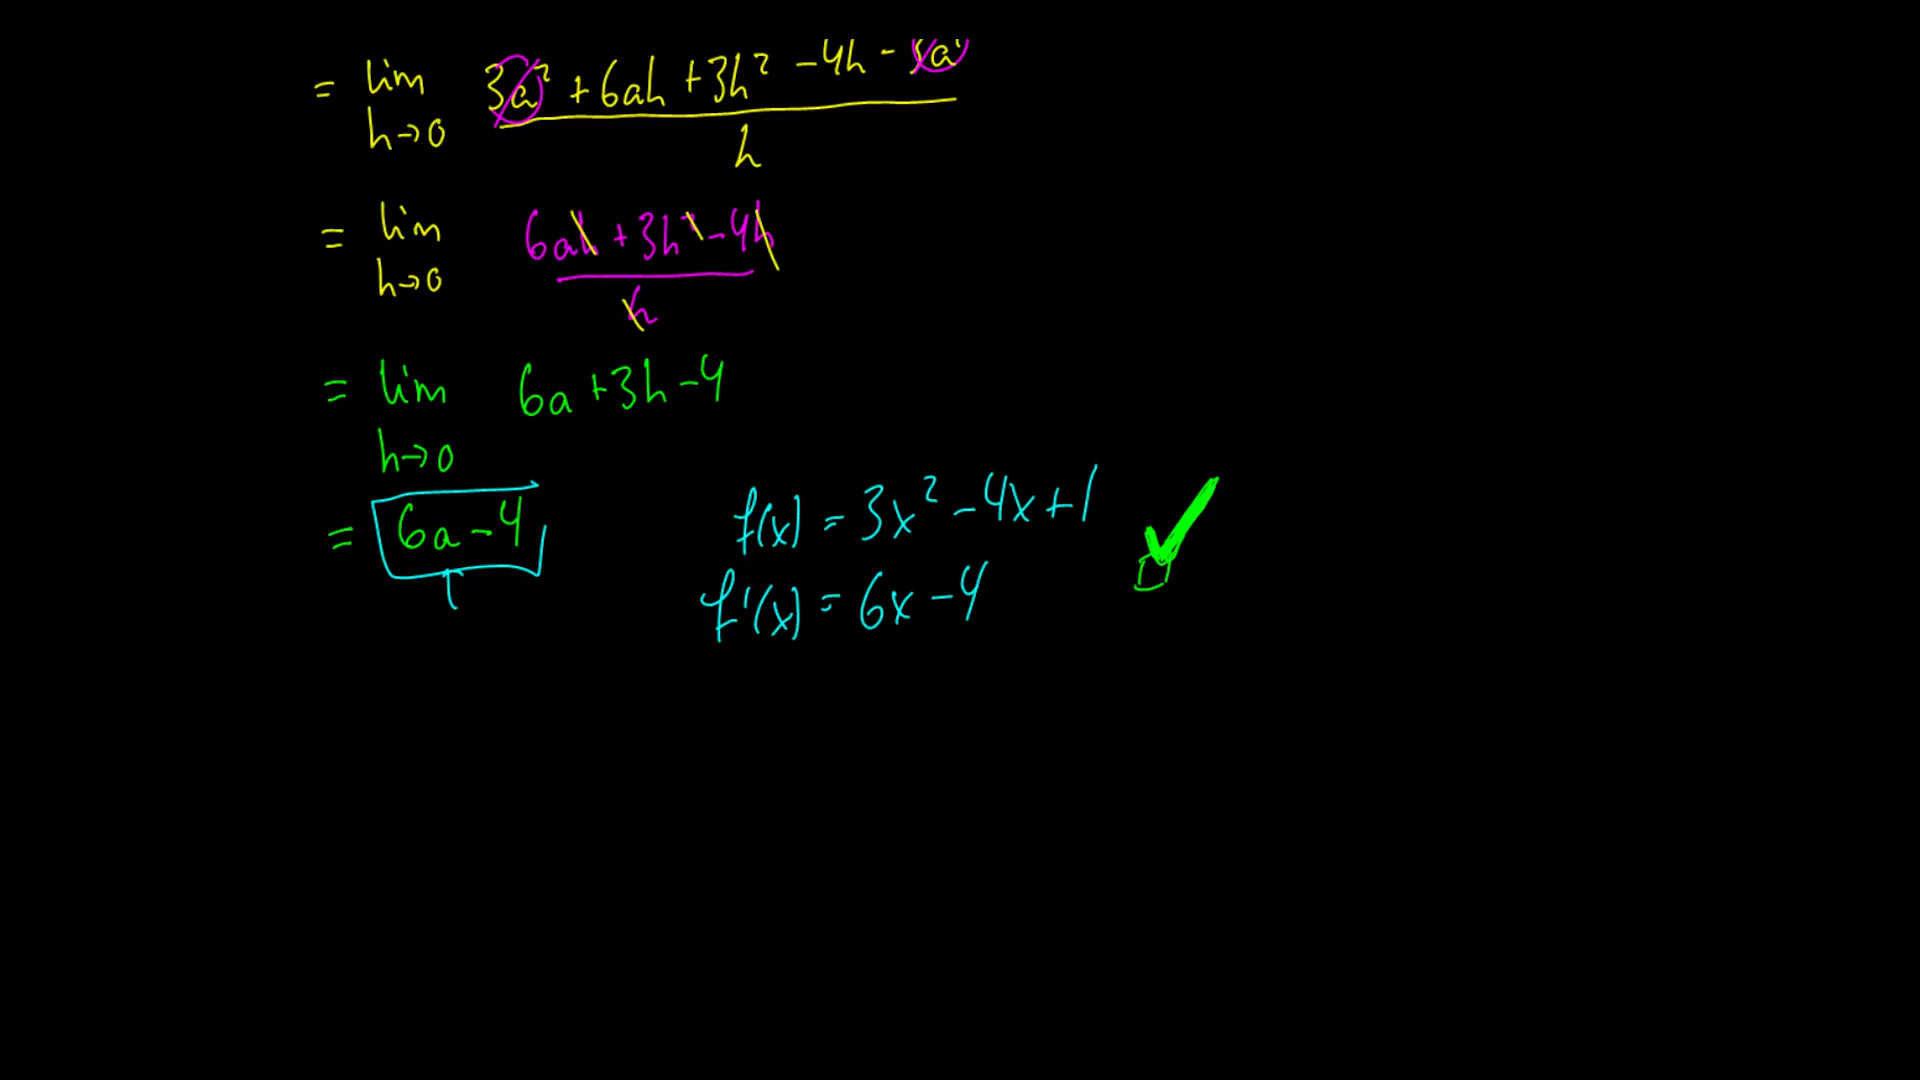 = lim 3a² + 6ah + 3h² - 4h - 3a²
h→0 h
= lim 6ah + 3h² - 4h
h→0 h
= lim 6a + 3h - 4
h→0
= 6a - 4
f(x) = 3x² - 4x + 1
f'(x) = 6x - 4